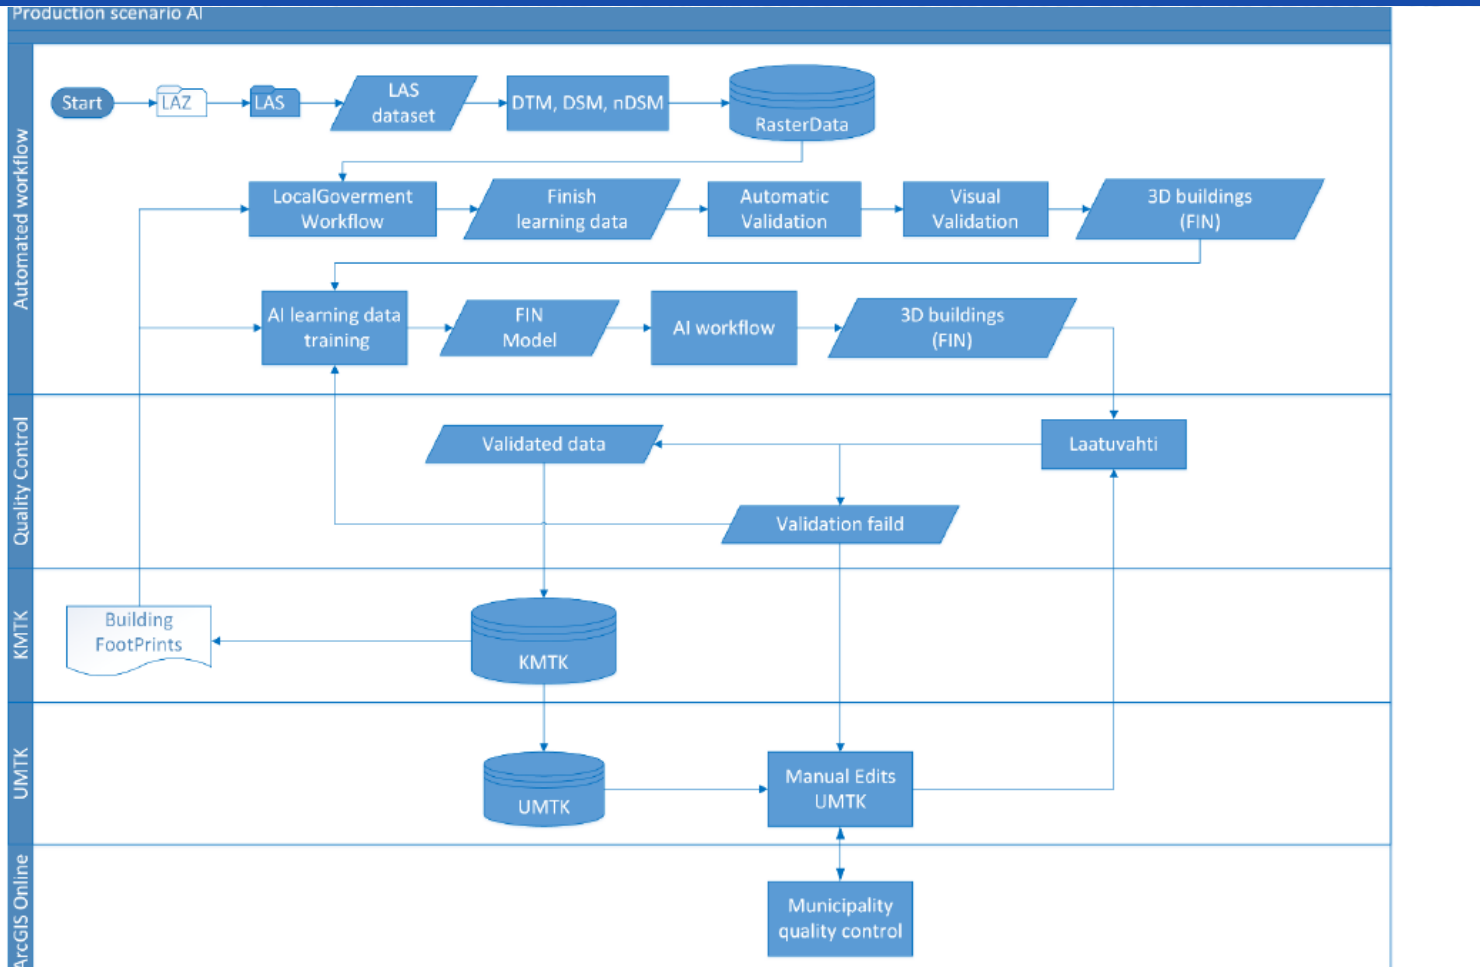 Production scenario AI
Automated workflow
Start
LAZ
LAS
LAS
dataset
DTM, DSM, nDSM
RasterData
LocalGoverment
Workflow
Finish
learning data
Automatic
Validation
Visual
Validation
3D buildings
(FIN)
AI learning data
training
FIN
Model
AI workflow
3D buildings
(FIN)
Quality Control
Validated data
Laatuvahti
Validation faild
KMTK
Building
FootPrints
KMTK
UMTK
UMTK
Manual Edits
UMTK
ArcGIS Online
Municipality
quality control